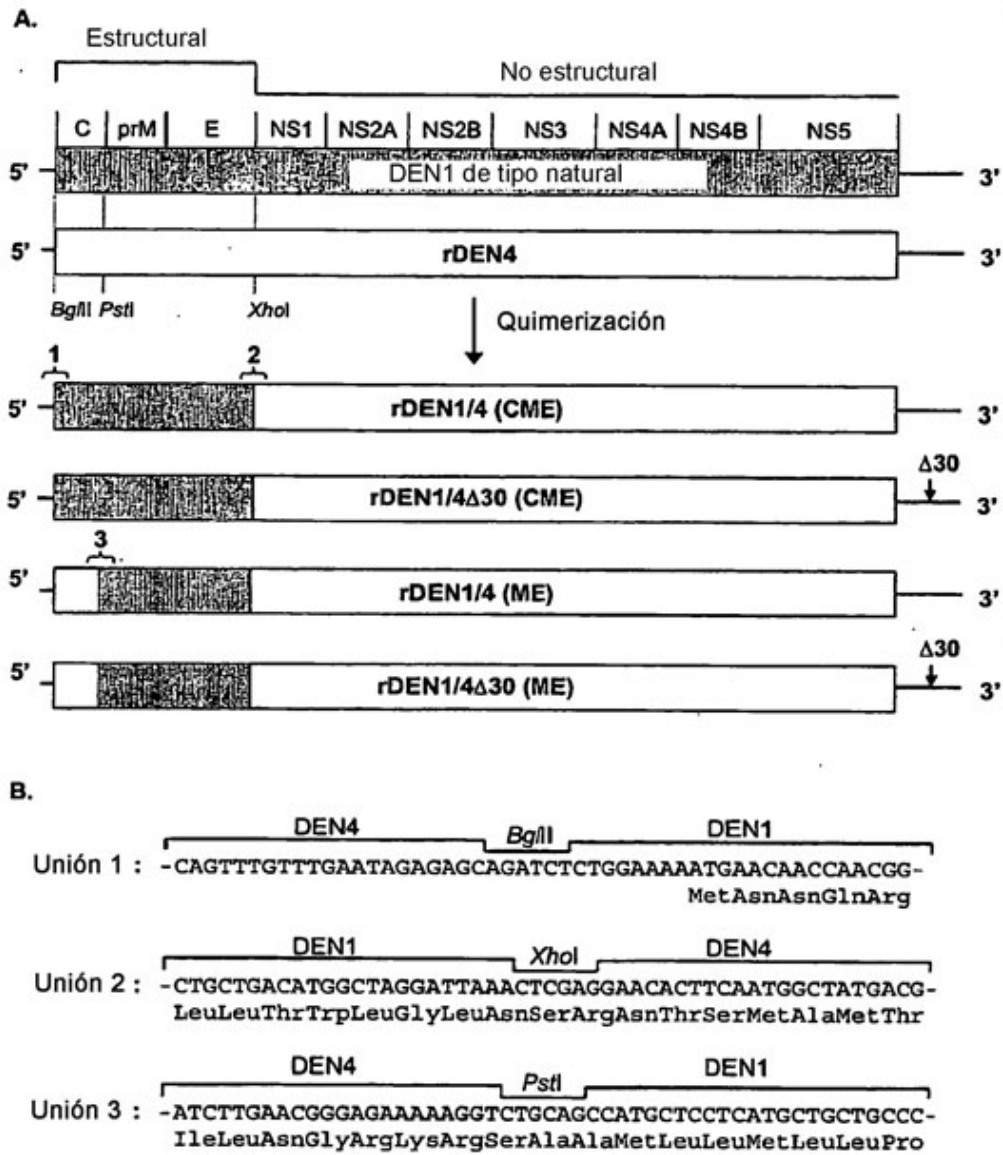 A.
Estructural
No estructural
C prM E NS1 NS2A NS2B NS3 NS4A NS4B NS5
5' DEN1 de tipo natural 3'
5' rDEN4 3'
BglII PstI XhoI
Quimerización
1 2
5' rDEN1/4 (CME) 3'
Δ30
5' rDEN1/4Δ30 (CME) 3'
3
5' rDEN1/4 (ME) 3'
Δ30
5' rDEN1/4Δ30 (ME) 3'
B.
DEN4 BglII DEN1
Unión 1 : -CAGTTTGTTTGAATAGAGAGCAGATCTCTGGAAAAATGAACAACCAACGG-
MetAsnAsnGlnArg
DEN1 XhoI DEN4
Unión 2 : -CTGCTGACATGGCTAGGATTAAACTCGAGGAACACTTCAATGGCTATGACG-
LeuLeuThrTrpLeuGlyLeuAsnSerArgAsnThrSerMetAlaMetThr
DEN4 PstI DEN1
Unión 3 : -ATCTTGAACGGGAGAAAAAGGTCTGCAGCCATGCTCCTCATGCTGCTGCCC-
IleLeuAsnGlyArgLysArgSerAlaAlaMetLeuLeuMetLeuLeuPro